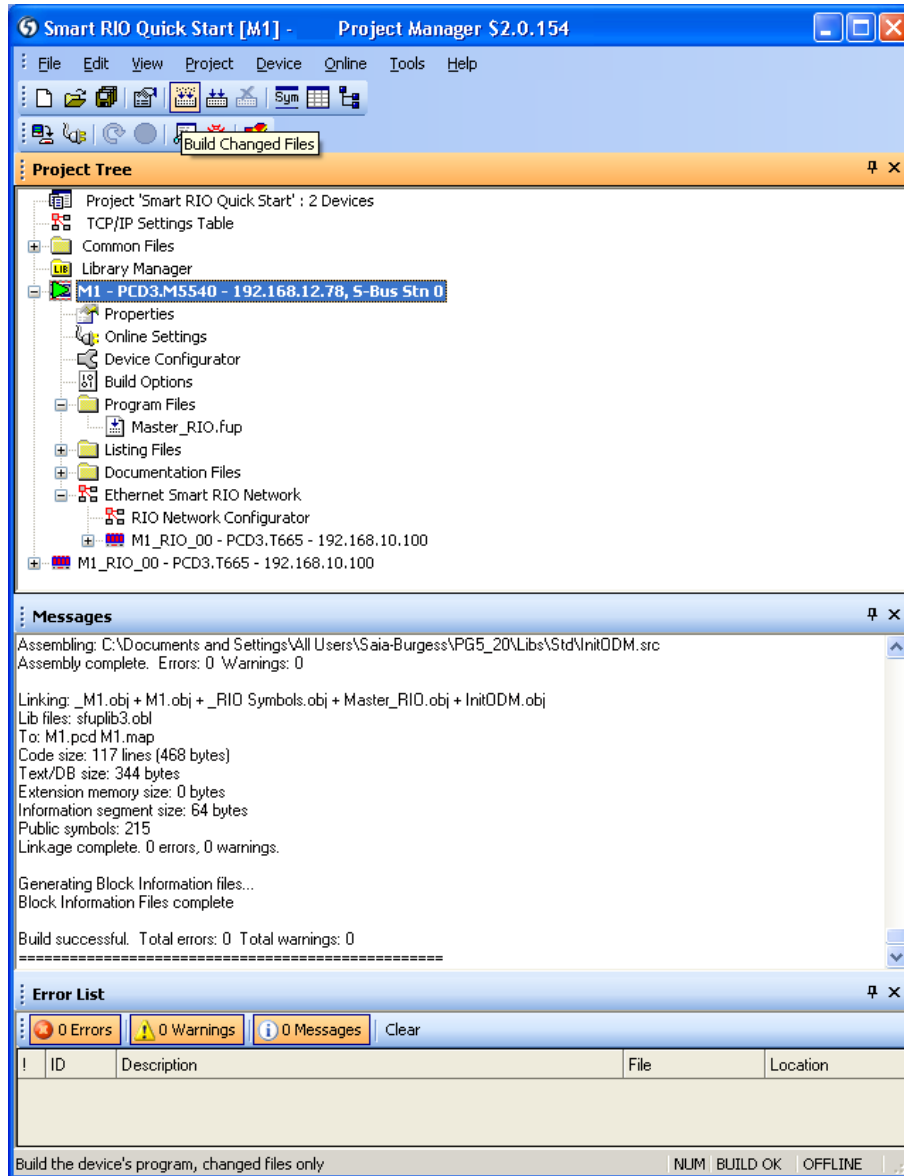 Smart RIO Quick Start [M1] - Project Manager $2.0.154
File Edit View Project Device Online Tools Help
Sym
Build Changed Files
Project Tree
Project 'Smart RIO Quick Start' : 2 Devices
TCP/IP Settings Table
Common Files
LIB Library Manager
M1 - PCD3.M5540 - 192.168.12.78, S-Bus Stn 0
Properties
Online Settings
Device Configurator
Build Options
Program Files
Master_RIO.fup
Listing Files
Documentation Files
Ethernet Smart RIO Network
RIO Network Configurator
M1_RIO_00 - PCD3.T665 - 192.168.10.100
M1_RIO_00 - PCD3.T665 - 192.168.10.100
Messages
Assembling: C:\Documents and Settings\All Users\Saia-Burgess\PG5_20\Libs\Std\InitODM.src
Assembly complete. Errors: 0 Warnings: 0
Linking: _M1.obj + M1.obj + _RIO Symbols.obj + Master_RIO.obj + InitODM.obj
Lib files: sfuplib3.obl
To: M1.pcd M1.map
Code size: 117 lines (468 bytes)
Text/DB size: 344 bytes
Extension memory size: 0 bytes
Information segment size: 64 bytes
Public symbols: 215
Linkage complete. 0 errors, 0 warnings.
Generating Block Information files...
Block Information Files complete
Build successful. Total errors: 0 Total warnings: 0
==================================================
Error List
0 Errors 0 Warnings 0 Messages Clear
! ID Description File Location
Build the device's program, changed files only NUM BUILD OK OFFLINE